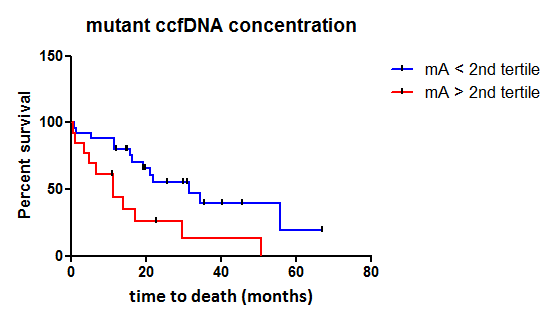 mutant ccfDNA concentration
150
100
50
0
Percent survival
0 20 40 60 80
time to death (months)
mA < 2nd tertile
mA > 2nd tertile